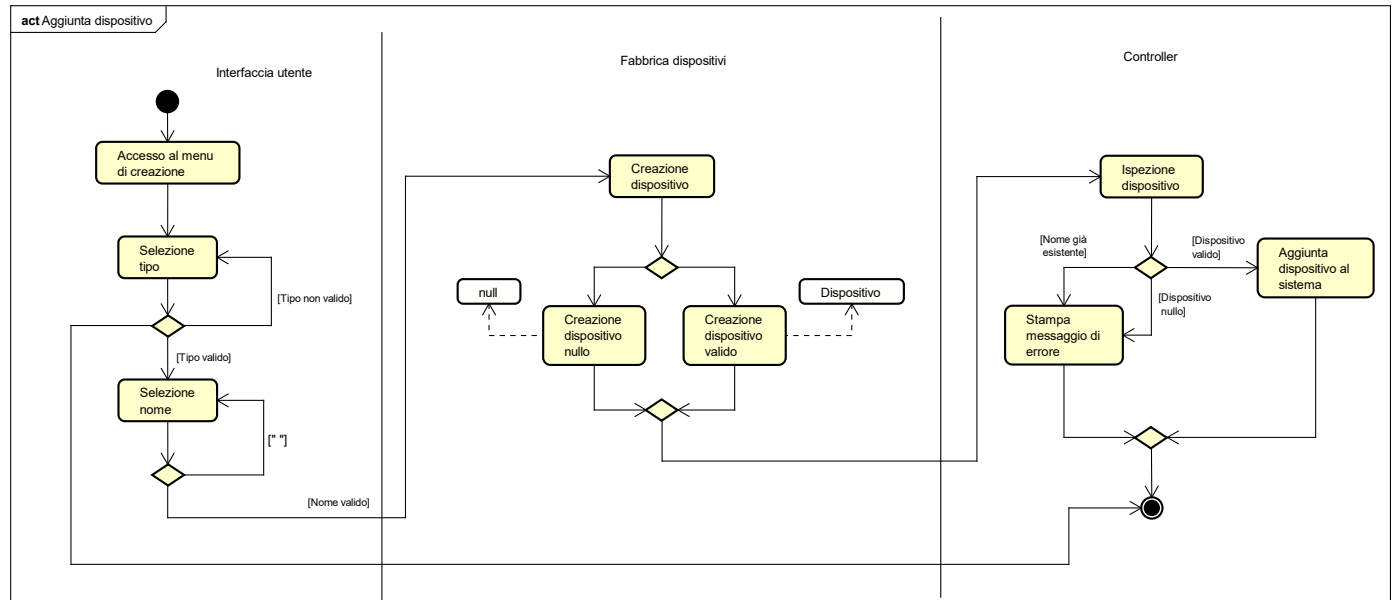 act Aggiunta dispositivo
Interfaccia utente
Fabbrica dispositivi
Controller
Accesso al menu
di creazione
Selezione
tipo
[Tipo non valido]
[Tipo valido]
Selezione
nome
[" "]
[Nome valido]
Creazione
dispositivo
null
Dispositivo
Creazione
dispositivo
nullo
Creazione
dispositivo
valido
Ispezione
dispositivo
[Nome già
esistente]
[Dispositivo
valido]
[Dispositivo
nullo]
Aggiunta
dispositivo al
sistema
Stampa
messaggio di
errore